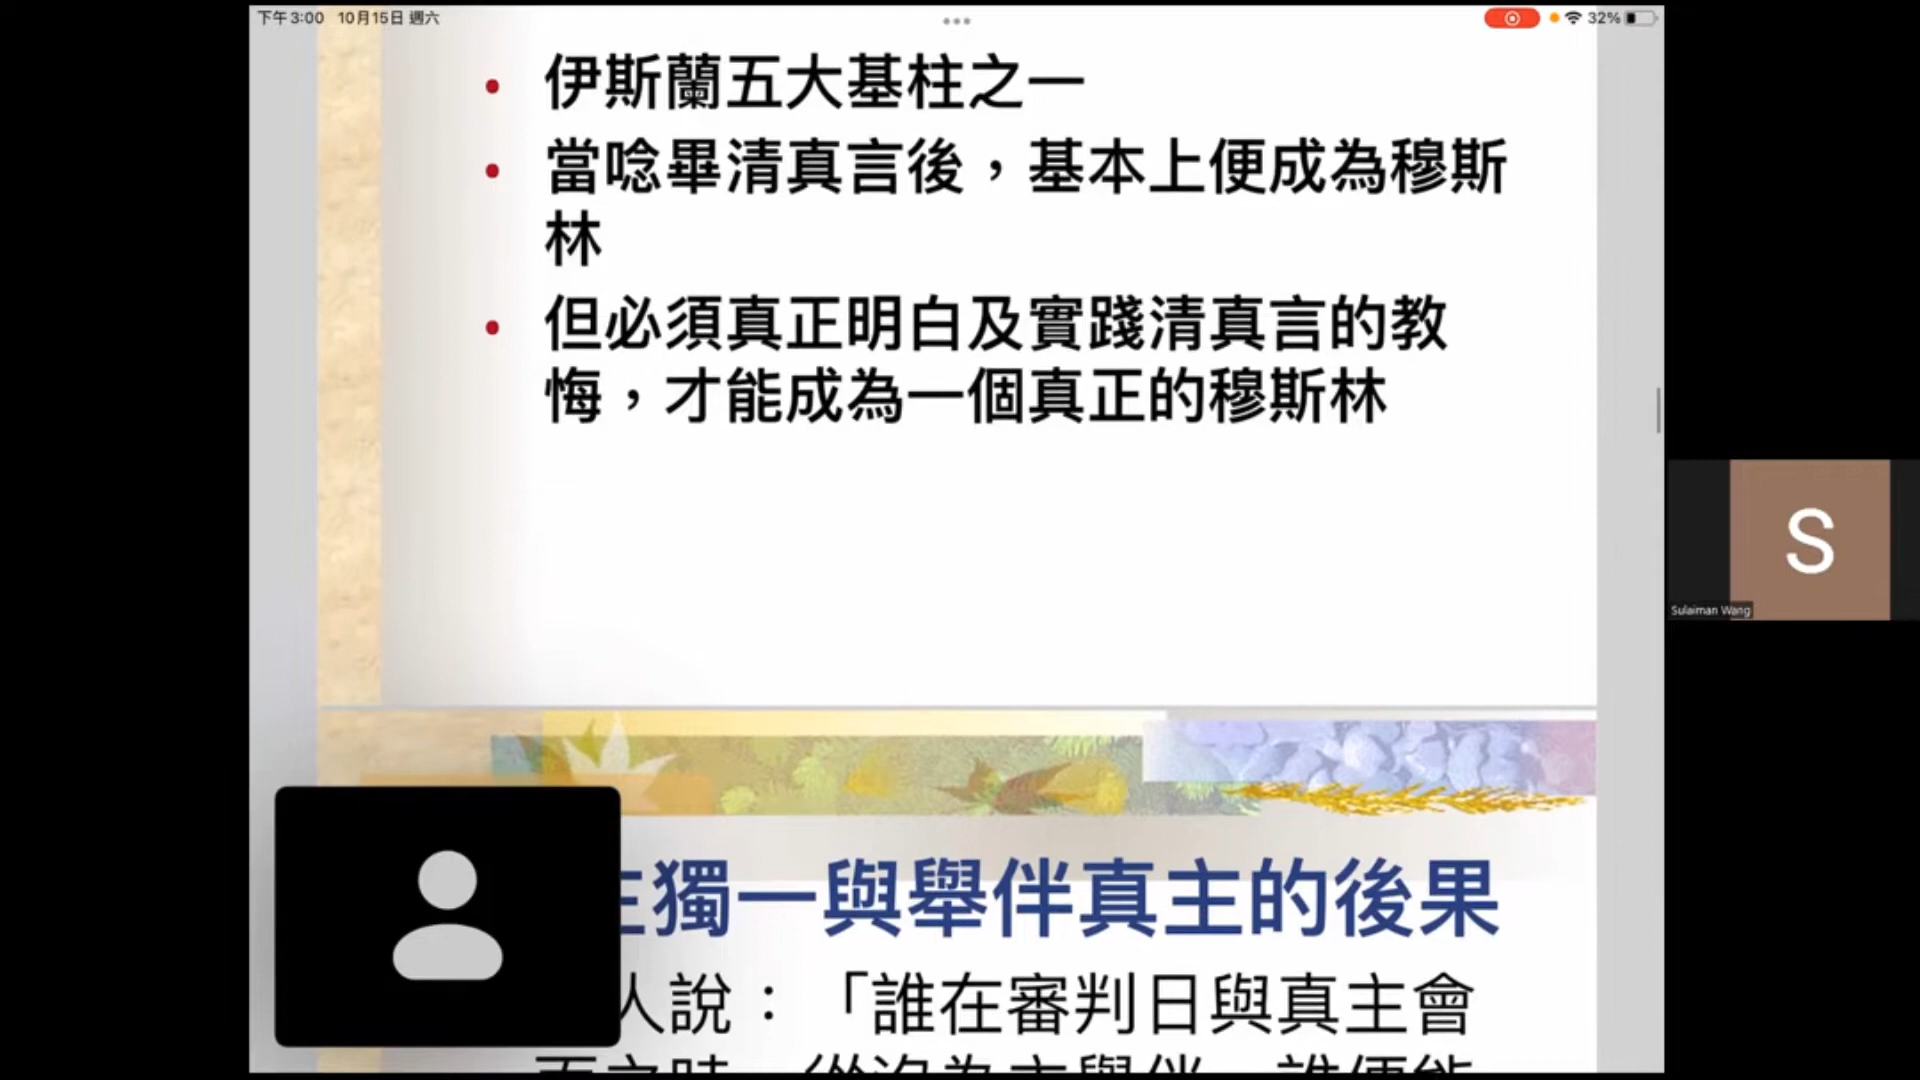 下午3:00 10月15日 週六
32%
伊斯蘭五大基柱之一
當唸畢清真言後，基本上便成為穆斯
林
但必須真正明白及實踐清真言的教
悔，才能成為一個真正的穆斯林
S
Sulaiman Wang
主獨一與舉伴真主的後果
人說：「誰在審判日與真主會